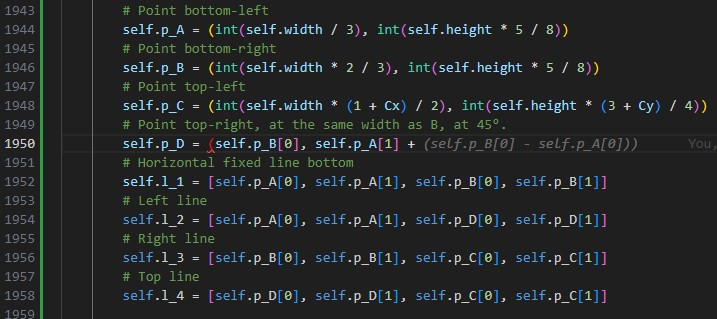 1943 # Point bottom-left
1944 self.p_A = (int(self.width / 3), int(self.height * 5 / 8))
1945 # Point bottom-right
1946 self.p_B = (int(self.width * 2 / 3), int(self.height * 5 / 8))
1947 # Point top-left
1948 self.p_C = (int(self.width * (1 + Cx) / 2), int(self.height * (3 + Cy) / 4))
1949 # Point top-right, at the same width as B, at 45º.
1950 self.p_D = (self.p_B[0], self.p_A[1] + (self.p_B[0] - self.p_A[0])) You,
1951 # Horizontal fixed line bottom
1952 self.l_1 = [self.p_A[0], self.p_A[1], self.p_B[0], self.p_B[1]]
1953 # Left line
1954 self.l_2 = [self.p_A[0], self.p_A[1], self.p_D[0], self.p_D[1]]
1955 # Right line
1956 self.l_3 = [self.p_B[0], self.p_B[1], self.p_C[0], self.p_C[1]]
1957 # Top line
1958 self.l_4 = [self.p_D[0], self.p_D[1], self.p_C[0], self.p_C[1]]
1959